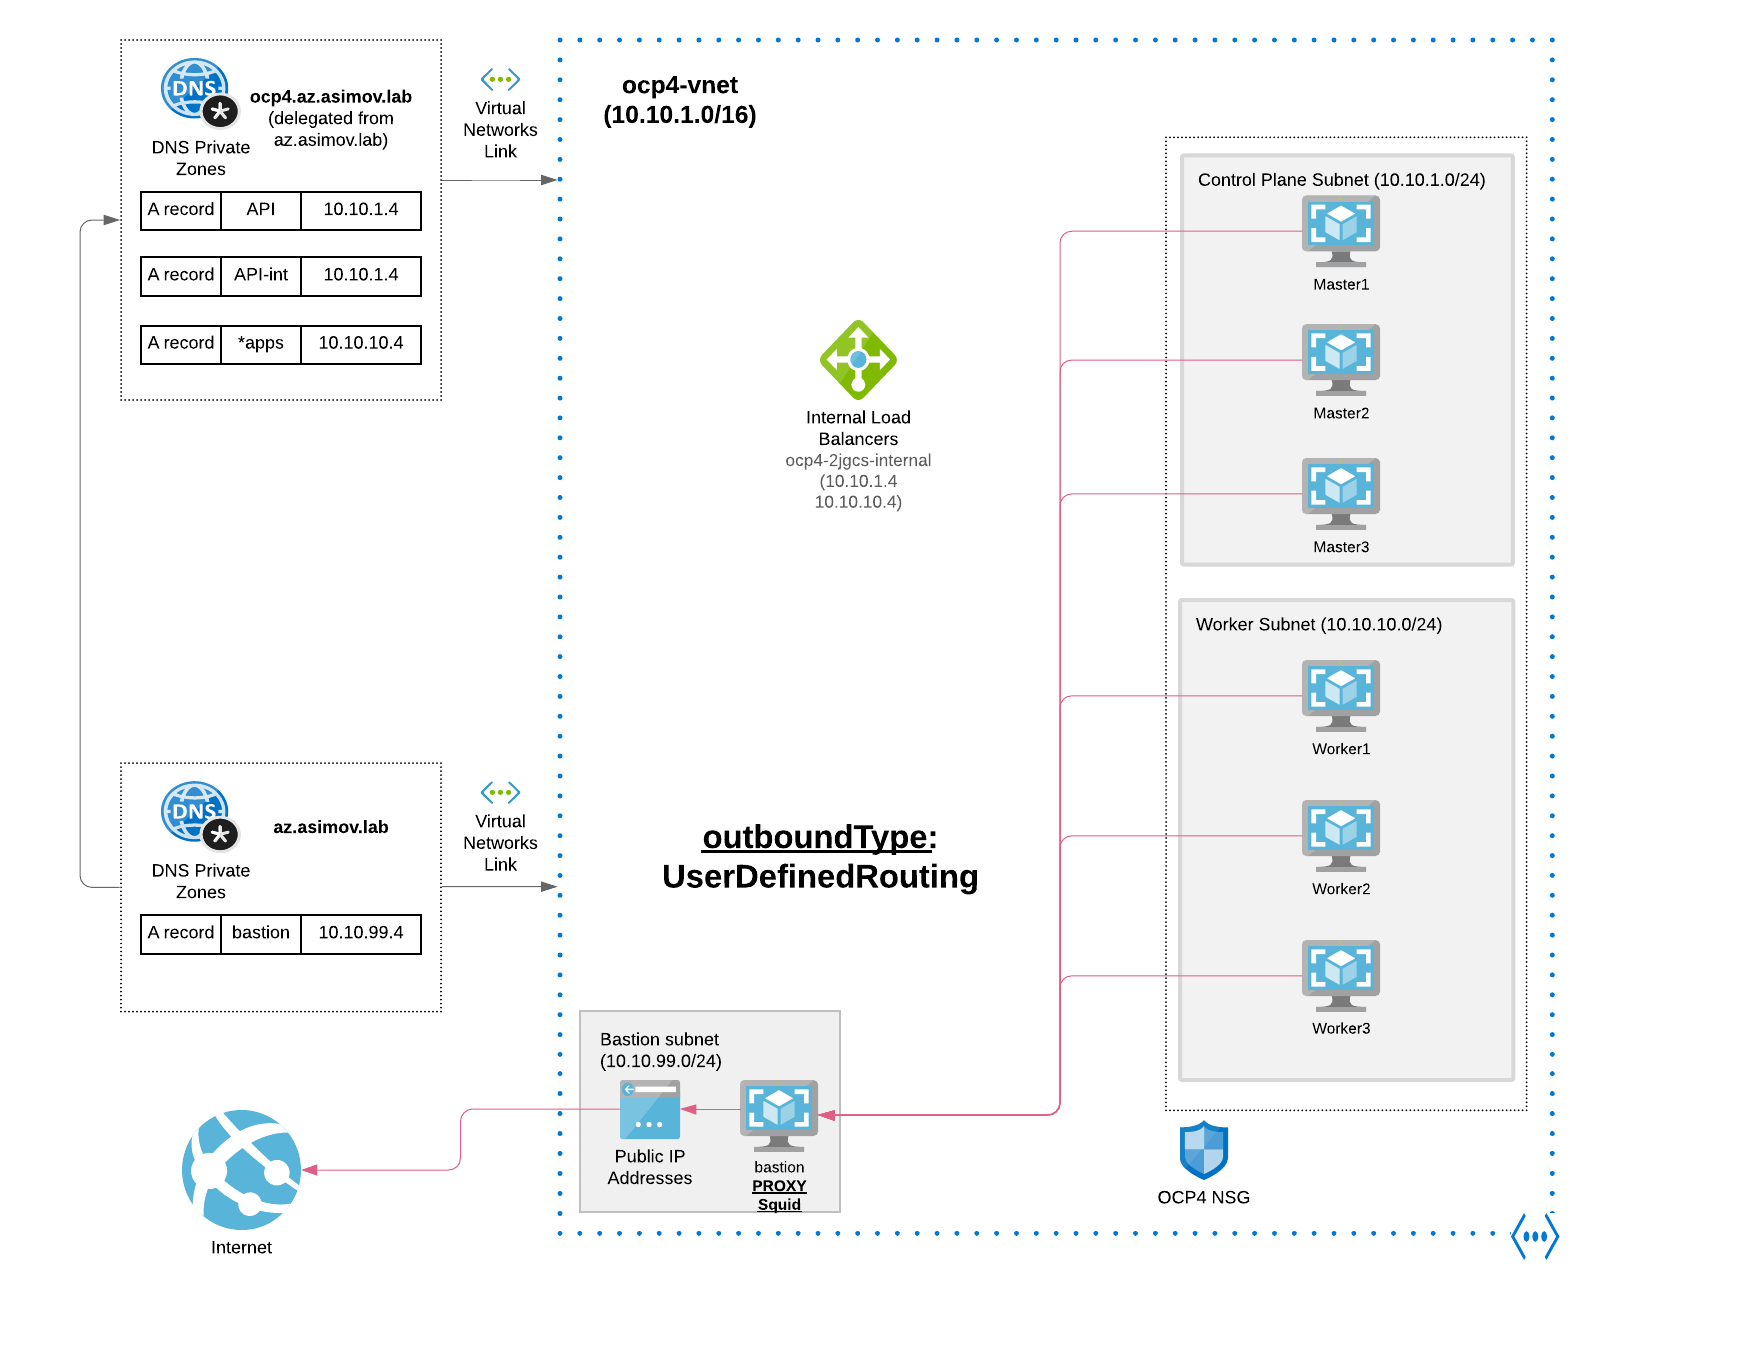 DNS
ocp4.az.asimov.lab
(delegated from
az.asimov.lab)
DNS Private
Zones
A record API 10.10.1.4
A record API-int 10.10.1.4
A record *apps 10.10.10.4
Virtual
Networks
Link
ocp4-vnet
(10.10.1.0/16)
Internal Load
Balancers
ocp4-2jgcs-internal
(10.10.1.4
10.10.10.4)
Control Plane Subnet (10.10.1.0/24)
Master1
Master2
Master3
Worker Subnet (10.10.10.0/24)
Worker1
Worker2
Worker3
DNS
az.asimov.lab
DNS Private
Zones
A record bastion 10.10.99.4
Virtual
Networks
Link
outboundType:
UserDefinedRouting
Bastion subnet
(10.10.99.0/24)
Public IP
Addresses
bastion
PROXY
Squid
OCP4 NSG
Internet